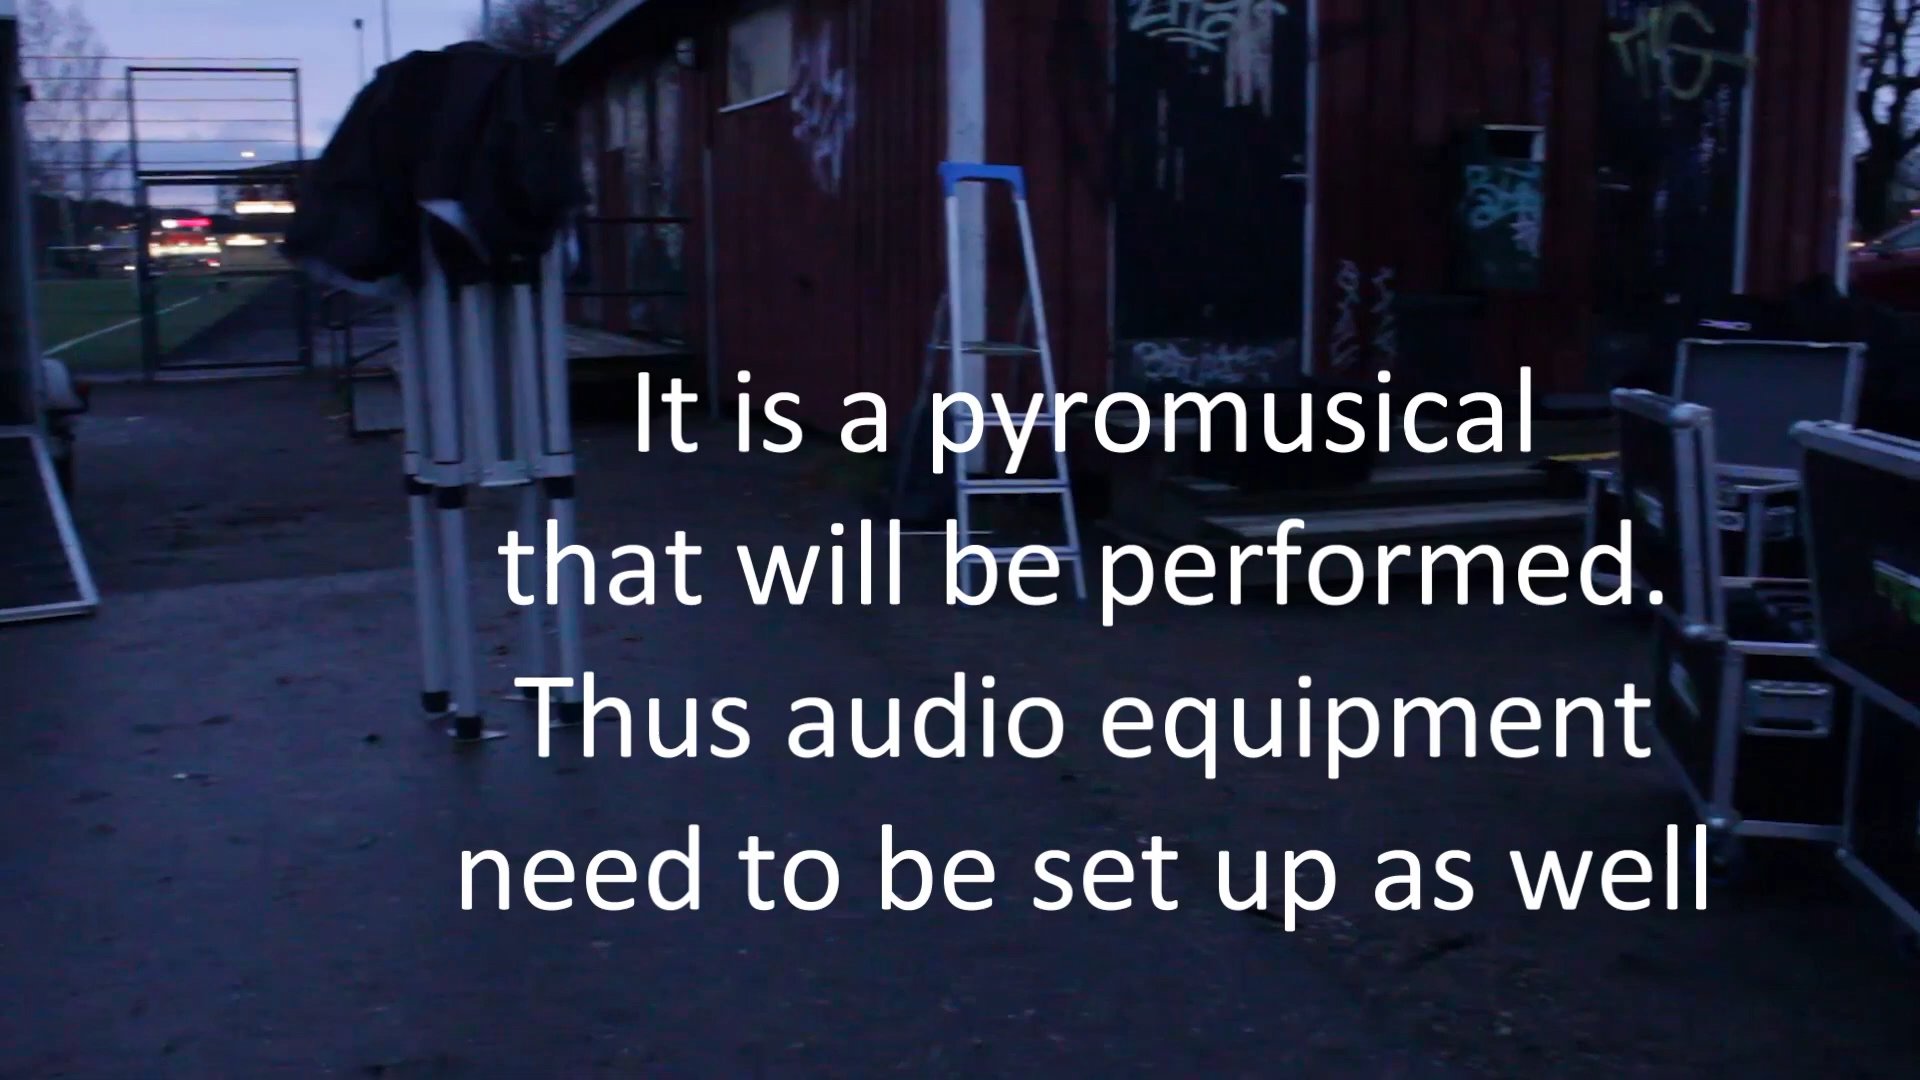 It is a pyromusical
that will be performed.
Thus audio equipment
need to be set up as well